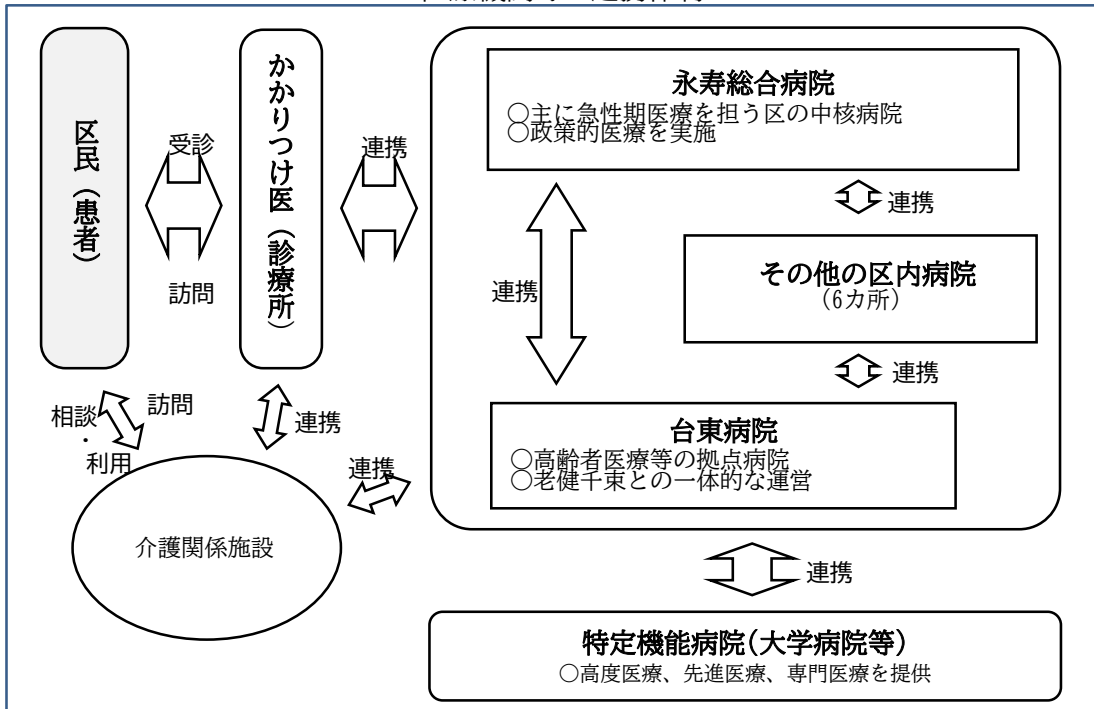 区民（患者）
受診
訪問
かかりつけ医（診療所）
連携
永寿総合病院
○主に急性期医療を担う区の中核病院
○政策的医療を実施
連携
連携
その他の区内病院
（6カ所）
連携
台東病院
○高齢者医療等の拠点病院
○老健千束との一体的な運営
相談
・
利用
訪問
連携
連携
介護関係施設
連携
特定機能病院（大学病院等）
○高度医療、先進医療、専門医療を提供